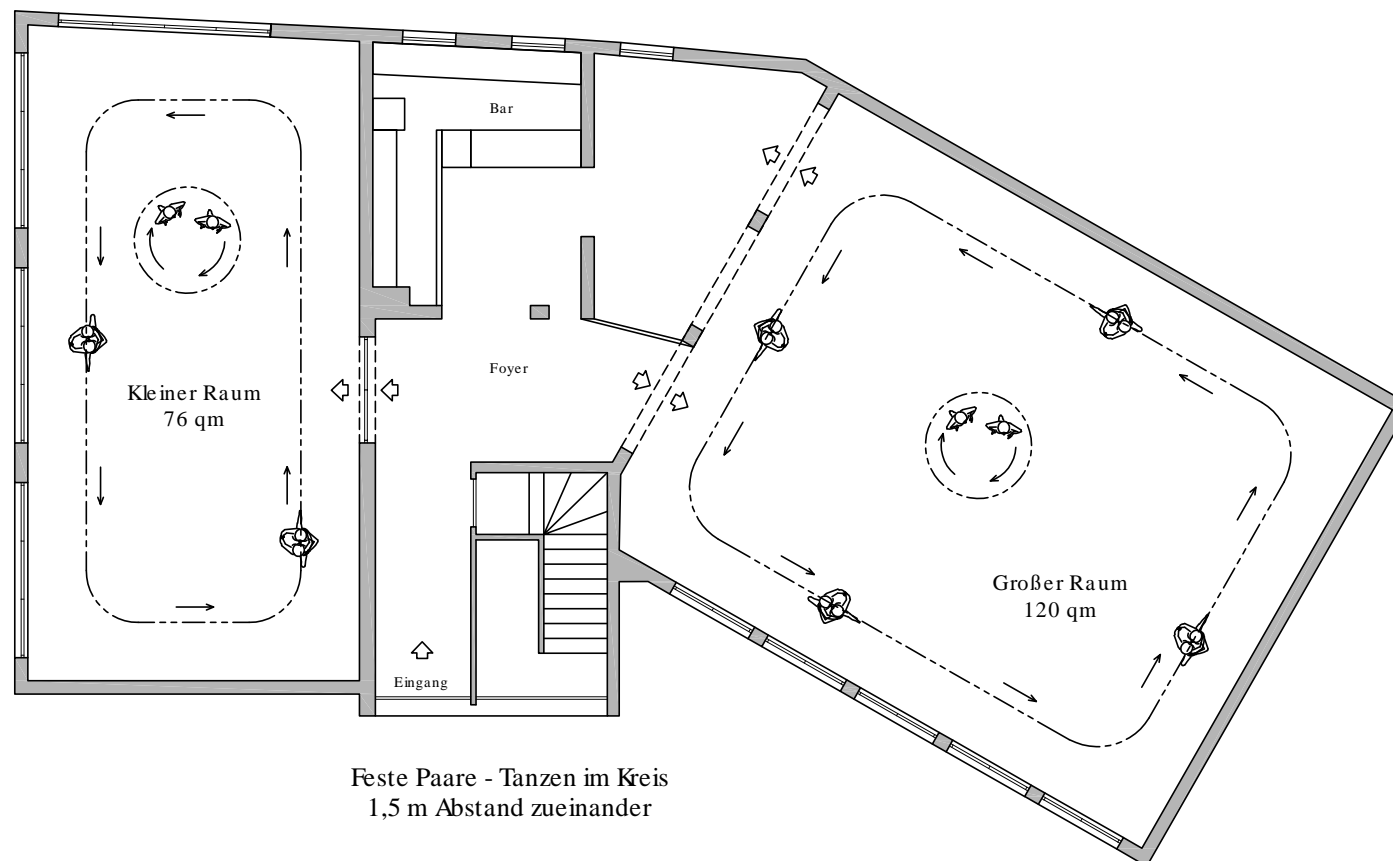 Bar
Foyer
Kleiner Raum
76 qm
Großer Raum
120 qm
Eingang
Feste Paare - Tanzen im Kreis
1,5 m Abstand zueinander